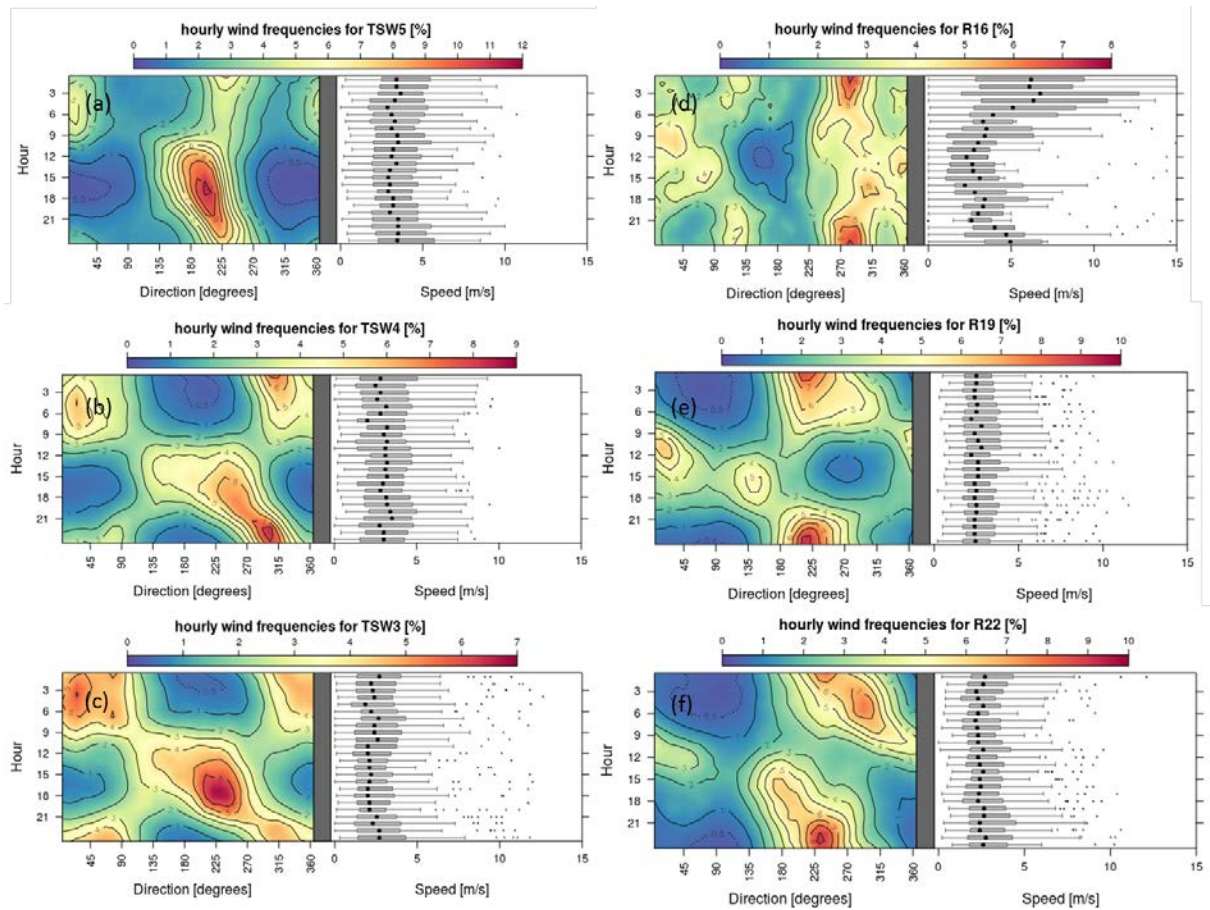 hourly wind frequencies for TSW5 [%]
0 1 2 3 4 5 6 7 8 9 10 11 12
(a)
Hour
3
6
9
12
15
18
21
45 90 135 180 225 270 315 360
0 5 10 15
Direction [degrees] Speed [m/s]
hourly wind frequencies for R16 [%]
0 1 2 3 4 5 6 7 8
(d)
Hour
3
6
9
12
15
18
21
45 90 135 180 225 270 315 360
0 5 10 15
Direction [degrees] Speed [m/s]
hourly wind frequencies for TSW4 [%]
0 1 2 3 4 5 6 7 8 9
(b)
Hour
3
6
9
12
15
18
21
45 90 135 180 225 270 315 360
0 5 10 15
Direction [degrees] Speed [m/s]
hourly wind frequencies for R19 [%]
0 1 2 3 4 5 6 7 8 9 10
(e)
Hour
3
6
9
12
15
18
21
45 90 135 180 225 270 315 360
0 5 10 15
Direction [degrees] Speed [m/s]
hourly wind frequencies for TSW3 [%]
0 1 2 3 4 5 6 7
(c)
Hour
3
6
9
12
15
18
21
45 90 135 180 225 270 315 360
0 5 10 15
Direction [degrees] Speed [m/s]
hourly wind frequencies for R22 [%]
0 1 2 3 4 5 6 7 8 9 10
(f)
Hour
3
6
9
12
15
18
21
45 90 135 180 225 270 315 360
0 5 10 15
Direction [degrees] Speed [m/s]